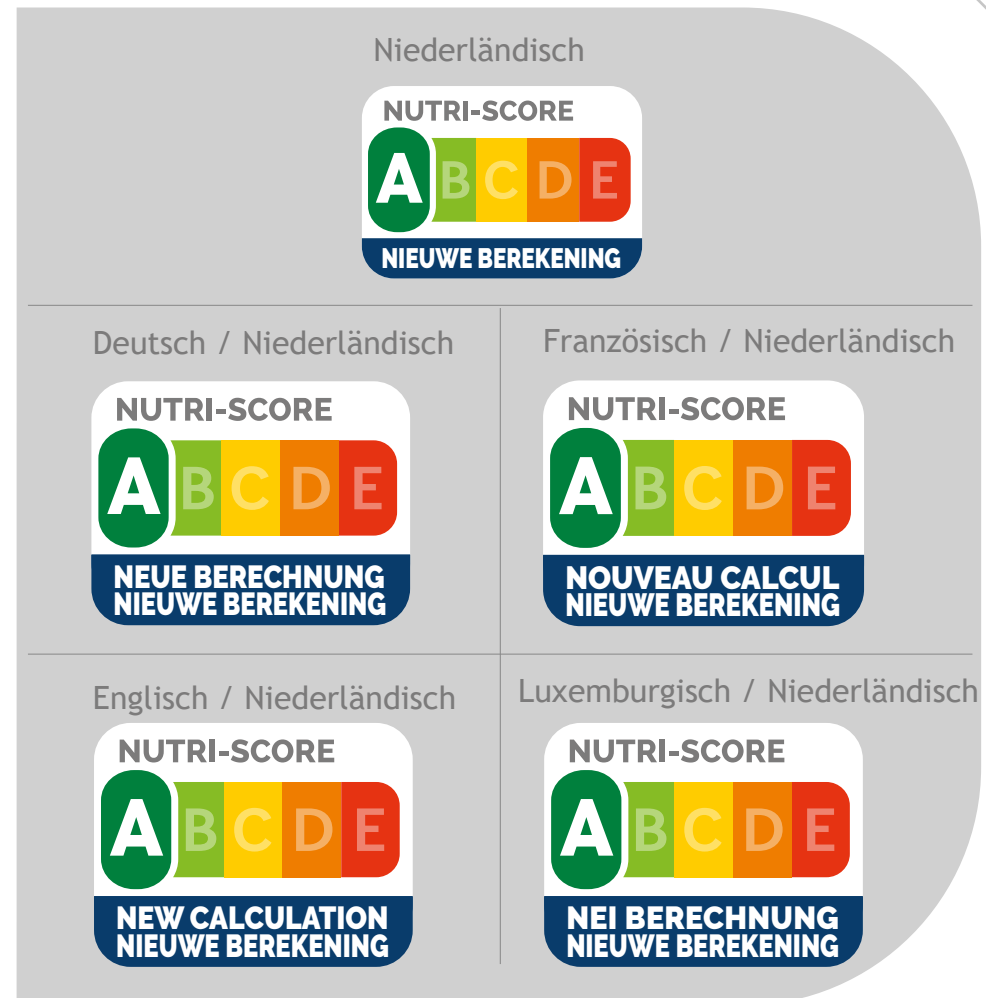 Niederländisch
NUTRI-SCORE
A B C D E
NIEUWE BEREKENING
Deutsch / Niederländisch
NUTRI-SCORE
A B C D E
NEUE BERECHNUNG
NIEUWE BEREKENING
Französisch / Niederländisch
NUTRI-SCORE
A B C D E
NOUVEAU CALCUL
NIEUWE BEREKENING
Englisch / Niederländisch
NUTRI-SCORE
A B C D E
NEW CALCULATION
NIEUWE BEREKENING
Luxemburgisch / Niederländisch
NUTRI-SCORE
A B C D E
NEI BERECHNUNG
NIEUWE BEREKENING